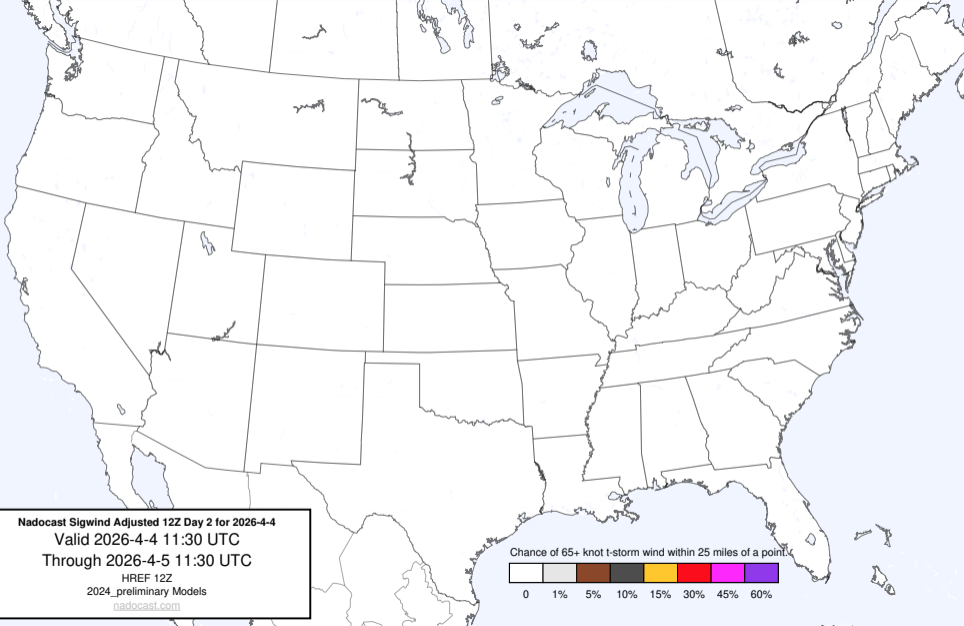 Nadocast Sigwind Adjusted 12Z Day 2 for 2026-4-4
Valid 2026-4-4 11:30 UTC
Through 2026-4-5 11:30 UTC
HREF 12Z
2024_preliminary Models
nadocast.com
Chance of 65+ knot t-storm wind within 25 miles of a point.
0 1% 5% 10% 15% 30% 45% 60%